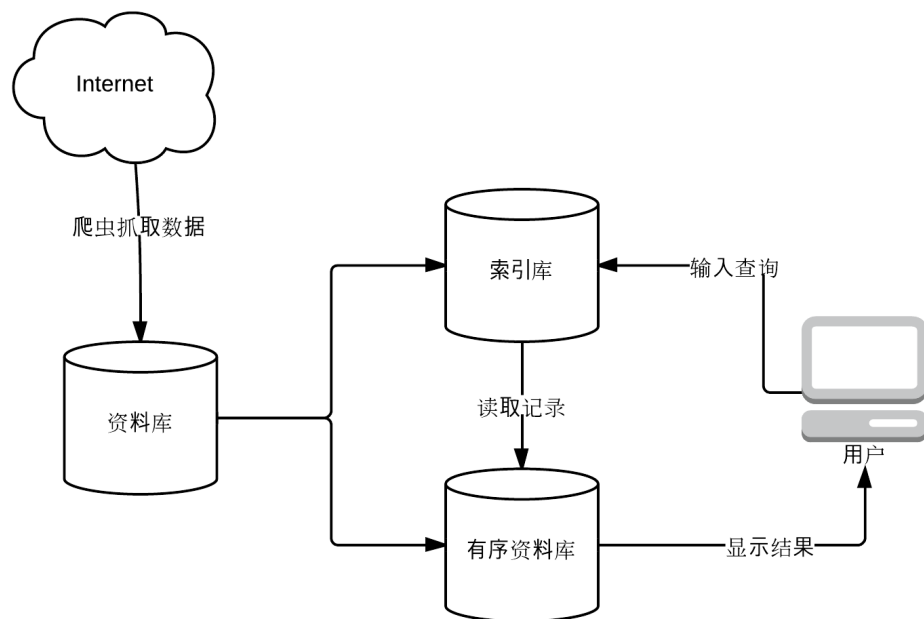 Internet
爬虫抓取数据
索引库
输入查询
资料库
读取记录
用户
有序资料库
显示结果